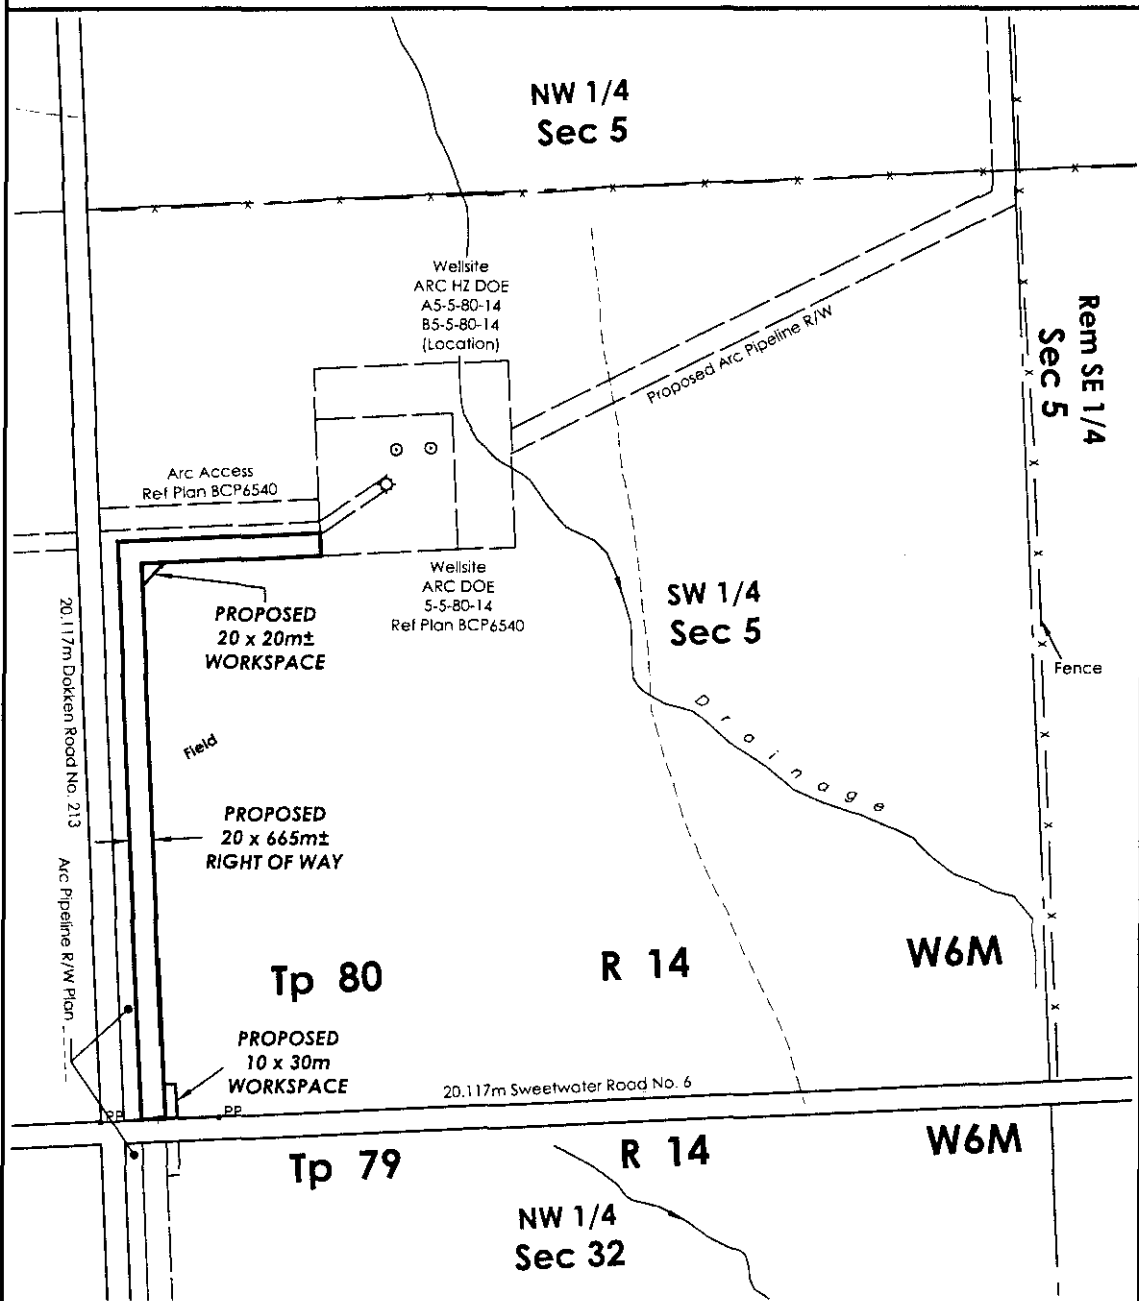 NW 1/4
Sec 5
Wellsite
ARC HZ DOE
A5-5-80-14
B5-5-80-14
(Location)
Proposed Arc Pipeline R/W
Rem SE 1/4
Sec 5
Arc Access
Ref Plan BCP6540
Wellsite
ARC DOE
5-5-80-14
Ref Plan BCP6540
PROPOSED
20 x 20m±
WORKSPACE
SW 1/4
Sec 5
Fence
20.117m Dokken Road No. 213
Field
Drainage
PROPOSED
20 x 665m±
RIGHT OF WAY
Arc Pipeline R/W Plan
Tp 80
R 14
W6M
PROPOSED
10 x 30m
WORKSPACE
20.117m Sweetwater Road No. 6
PP
PP
Tp 79
R 14
W6M
NW 1/4
Sec 32